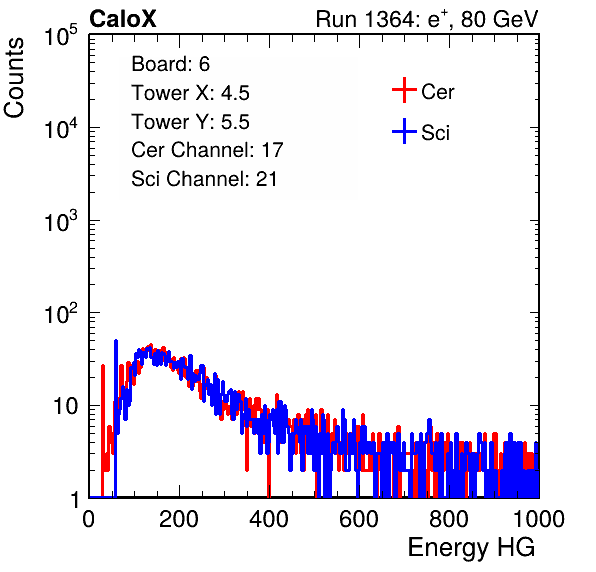 CaloX Run 1364: e⁺, 80 GeV
Counts
Board: 6
Tower X: 4.5
Tower Y: 5.5
Cer Channel: 17
Sci Channel: 21
Cer
Sci
10⁵
10⁴
10³
10²
10
1
0 200 400 600 800 1000
Energy HG